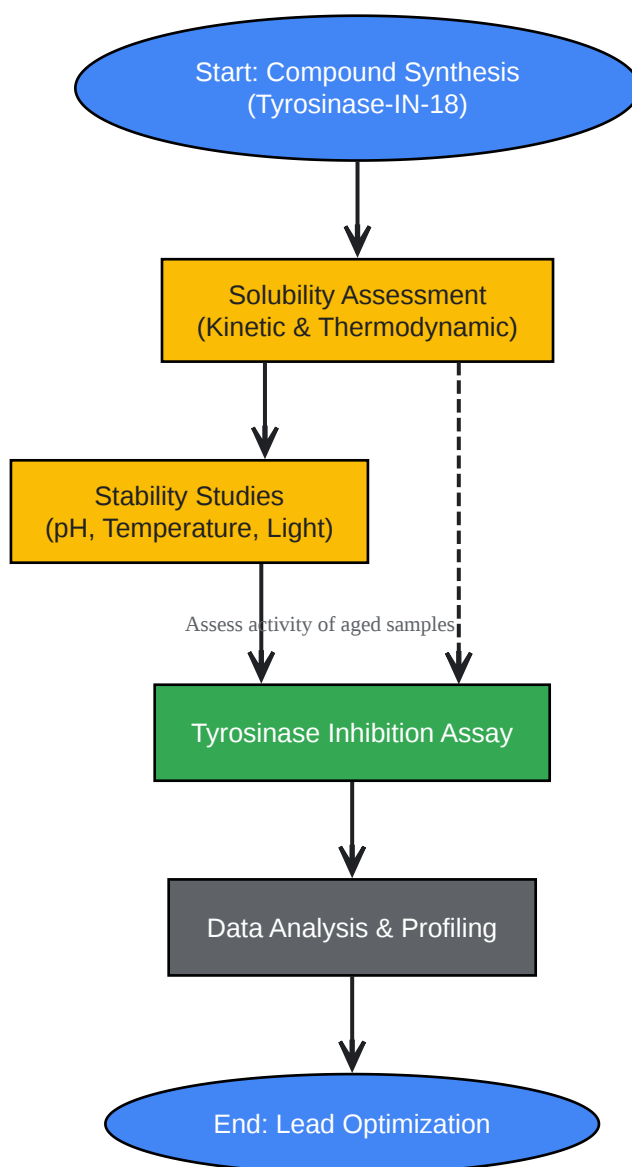 Start: Compound Synthesis
(Tyrosinase-IN-18)
Solubility Assessment
(Kinetic & Thermodynamic)
Stability Studies
(pH, Temperature, Light)
Assess activity of aged samples
Tyrosinase Inhibition Assay
Data Analysis & Profiling
End: Lead Optimization